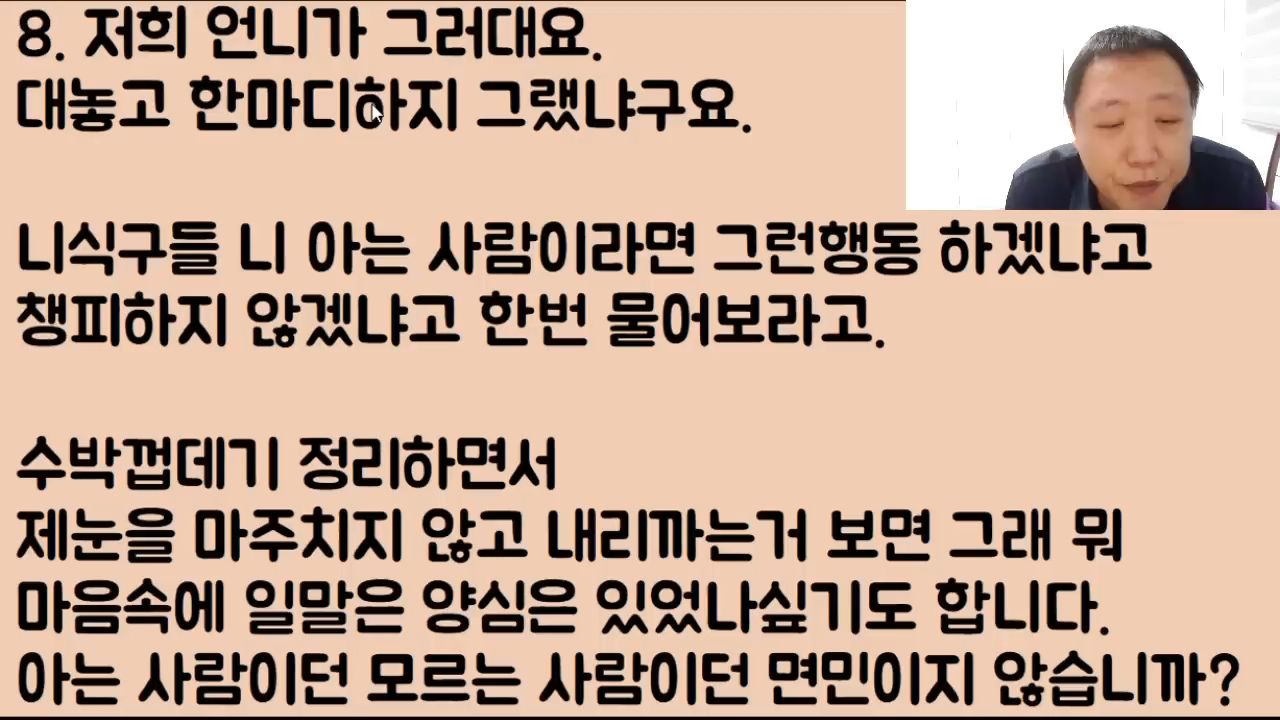 8. 저희 언니가 그러대요.
대놓고 한마디하지 그랬냐구요.
니식구들 니 아는 사람이라면 그런행동 하겠냐고
챙피하지 않겠냐고 한번 물어보라고.
수박껍데기 정리하면서
제눈을 마주치지 않고 내리까는거 보면 그래 뭐
마음속에 일말은 양심은 있었나싶기도 합니다.
아는 사람이던 모르는 사람이던 면민이지 않습니까?